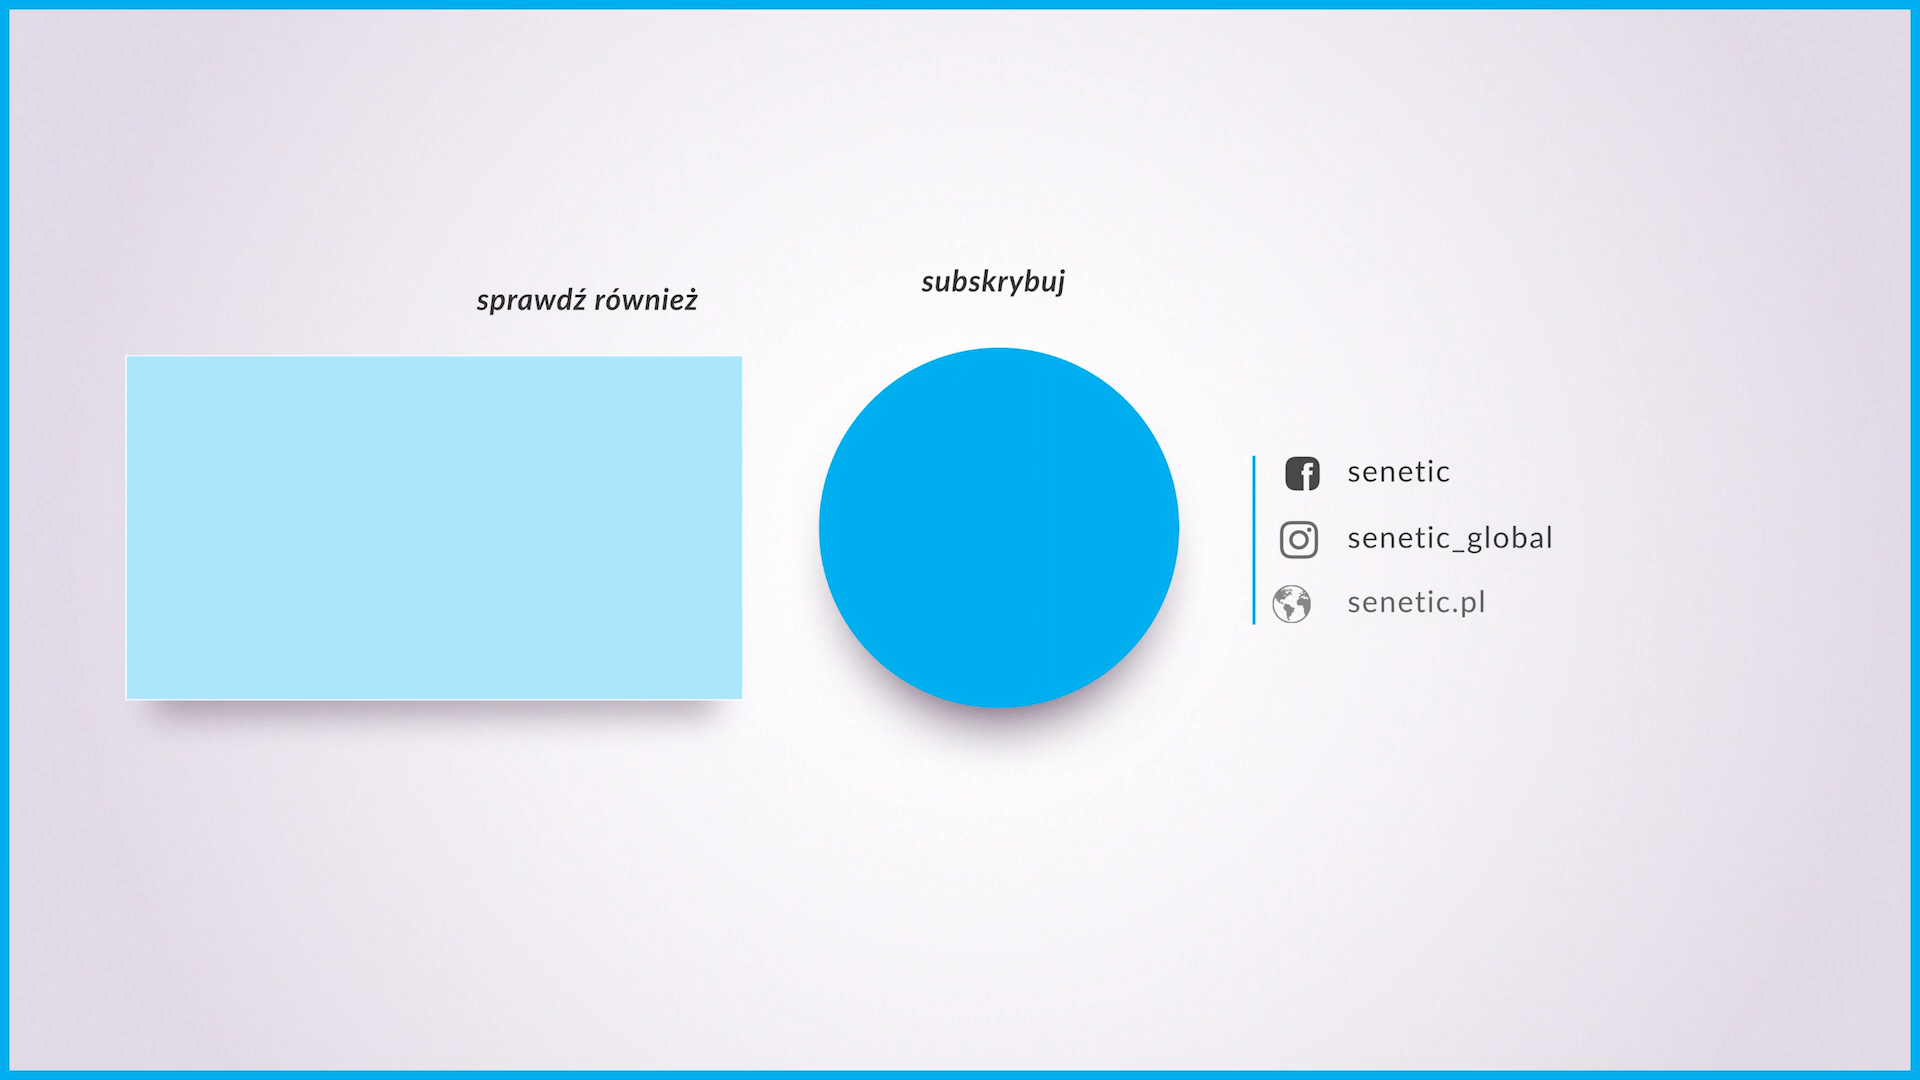 sprawdź również
subskrybuj
senetic
senetic_global
senetic.pl